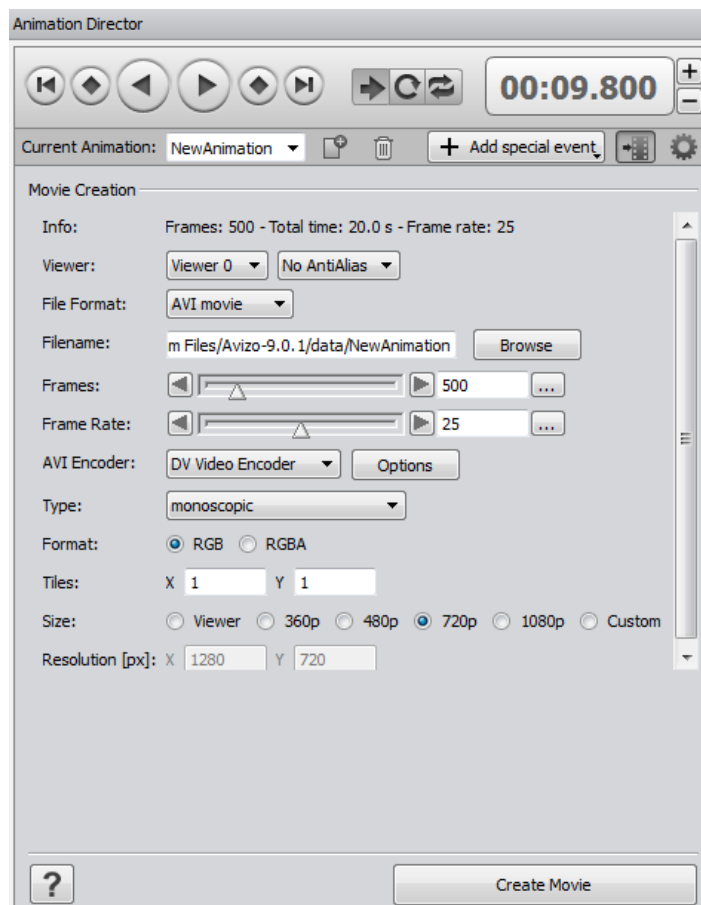 Animation Director
00:09.800
+
−
Current Animation: NewAnimation + Add special event
Movie Creation
Info: Frames: 500 - Total time: 20.0 s - Frame rate: 25
Viewer: Viewer 0 No AntiAlias
File Format: AVI movie
Filename: m Files/Avizo-9.0.1/data/NewAnimation Browse
Frames: 500 ...
Frame Rate: 25 ...
AVI Encoder: DV Video Encoder Options
Type: monoscopic
Format: RGB RGBA
Tiles: X 1 Y 1
Size: Viewer 360p 480p 720p 1080p Custom
Resolution [px]: X 1280 Y 720
? Create Movie